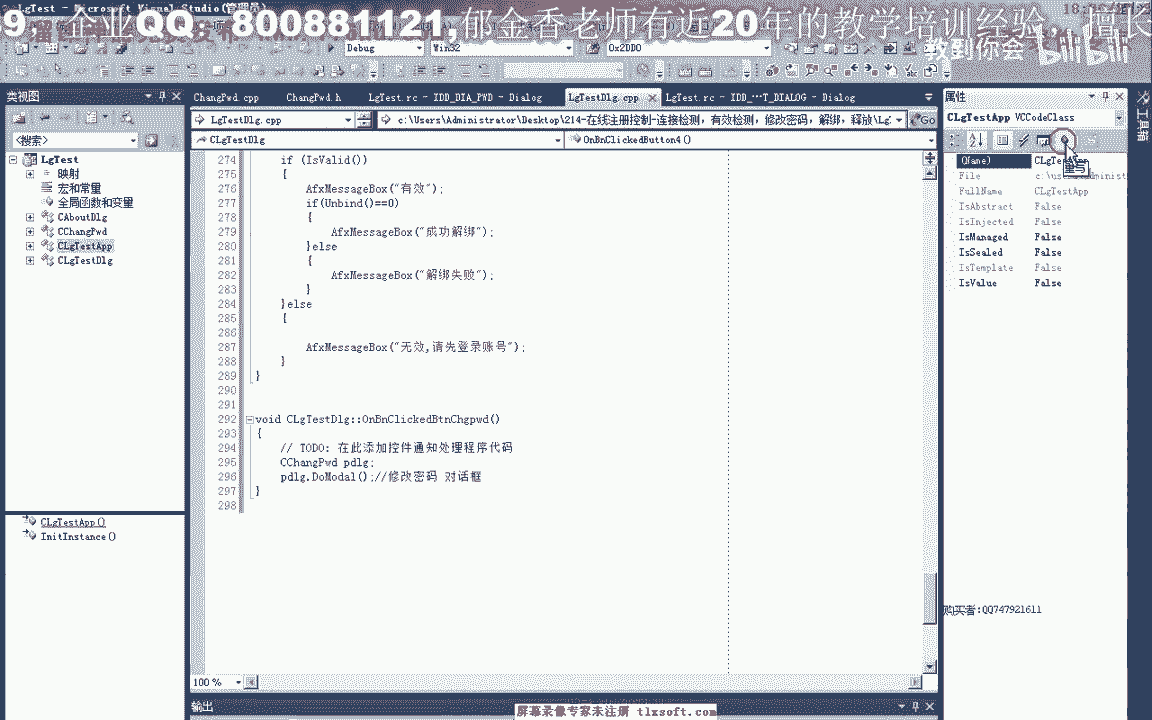 LgTest - Microsoft Visual Studio(管理员)
9 企业QQ 800881121,郁金香老师有近20年的教学培训经验 擅长
收到你会
bilibili
Debug
Win32
0x2DD0
类视图
<搜索>
LgTest
映射
宏和常量
全局函数和变量
CAboutDlg
CChangPwd
CLgTestApp
CLgTestDlg
CLgTestApp()
InitInstance()
ChangPwd.cpp ChangPwd.h LgTest.rc - IDD_DIA_PWD - Dialog LgTestDlg.cpp LgTest.rc - IDD_⋯T_DIALOG - Dialog
LgTestDlg.cpp c:\Users\Administrator\Desktop\214-在线注册控制-连接检测,有效检测,修改密码,解绑,释放\Lg Go
CLgTestDlg OnBnClickedButton4()
274 if (IsValid())
275 {
276 AfxMessageBox("有效");
277 if(Unbind()==0)
278 {
279 AfxMessageBox("成功解绑");
280 }else
281 {
282 AfxMessageBox("解绑失败");
283 }
284 }else
285 {
286
287 AfxMessageBox("无效,请先登录账号");
288 }
289 }
290
291
292 void CLgTestDlg::OnBnClickedBtnChgpwd()
293 {
294 // TODO: 在此添加控件通知处理程序代码
295 CChangPwd pdlg;
296 pdlg.DoModal();//修改密码 对话框
297 }
298
100 %
输出
属性
CLgTestApp VCCodeClass
重写
(Name) CLgTestApp
File c:\users\administ
FullName CLgTestApp
IsAbstract False
IsInjected False
IsManaged False
IsSealed False
IsTemplate False
IsValue False
购买者:QQ747921611
工具箱
屏幕录像专家未注册 tlxsoft.com